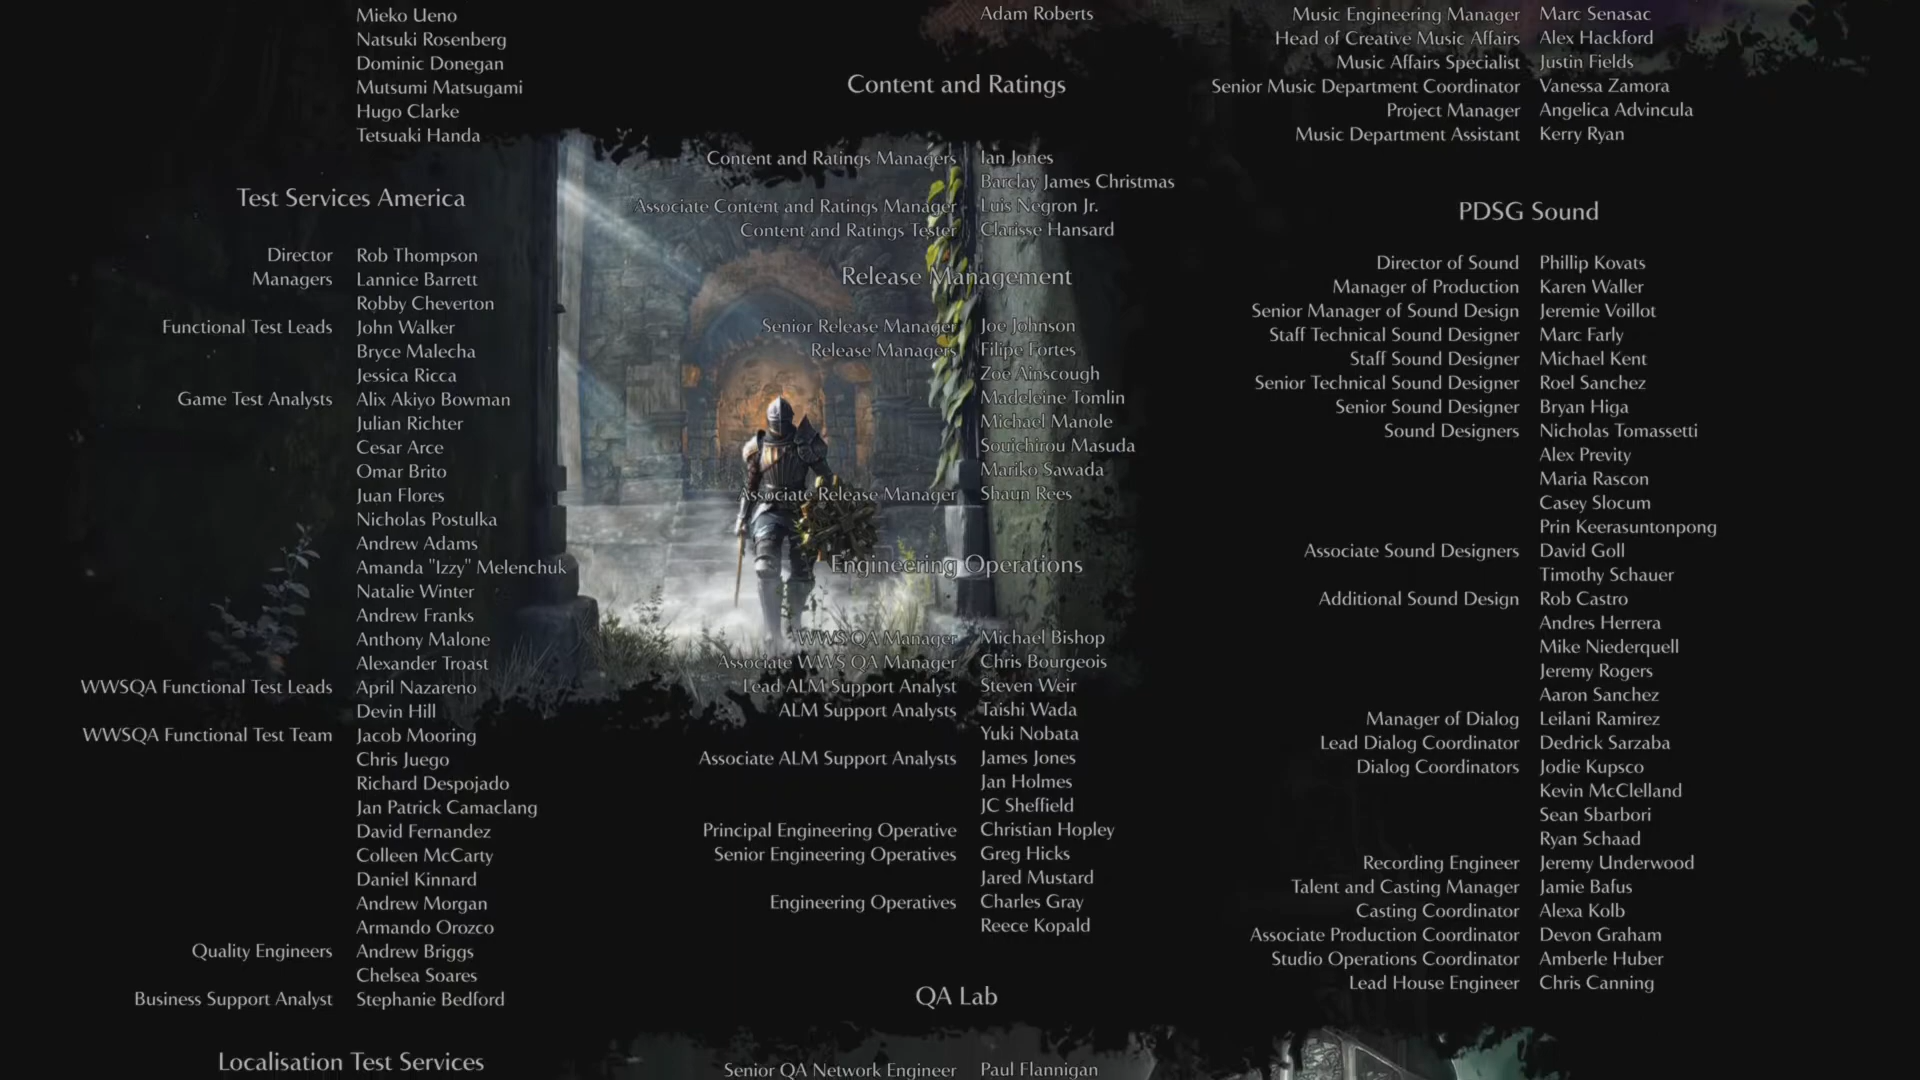 Mieko Ueno
Natsuki Rosenberg
Dominic Donegan
Mutsumi Matsugami
Hugo Clarke
Tetsuaki Handa
Test Services America
Director Rob Thompson
Managers Lannice Barrett
Robby Cheverton
Functional Test Leads John Walker
Bryce Malecha
Jessica Ricca
Game Test Analysts Alix Akiyo Bowman
Julian Richter
Cesar Arce
Omar Brito
Juan Flores
Nicholas Postulka
Andrew Adams
Amanda "Izzy" Melenchuk
Natalie Winter
Andrew Franks
Anthony Malone
Alexander Troast
WWSQA Functional Test Leads April Nazareno
Devin Hill
WWSQA Functional Test Team Jacob Mooring
Chris Juego
Richard Despojado
Jan Patrick Camaclang
David Fernandez
Colleen McCarty
Daniel Kinnard
Andrew Morgan
Armando Orozco
Quality Engineers Andrew Briggs
Chelsea Soares
Business Support Analyst Stephanie Bedford
Localisation Test Services
Adam Roberts
Content and Ratings
Content and Ratings Managers Ian Jones
Barclay James Christmas
Associate Content and Ratings Manager Luis Negron Jr.
Content and Ratings Tester Clarisse Hansard
Release Management
Senior Release Manager Joe Johnson
Release Managers Filipe Fortes
Zoe Ainscough
Madeleine Tomlin
Michael Manole
Souichirou Masuda
Mariko Sawada
Associate Release Manager Shaun Rees
Engineering Operations
WWSQA Manager Michael Bishop
Associate WWS QA Manager Chris Bourgeois
Lead ALM Support Analyst Steven Weir
ALM Support Analysts Taishi Wada
Yuki Nobata
Associate ALM Support Analysts James Jones
Jan Holmes
JC Sheffield
Principal Engineering Operative Christian Hopley
Senior Engineering Operatives Greg Hicks
Jared Mustard
Engineering Operatives Charles Gray
Reece Kopald
QA Lab
Senior QA Network Engineer Paul Flannigan
Music Engineering Manager Marc Senasac
Head of Creative Music Affairs Alex Hackford
Music Affairs Specialist Justin Fields
Senior Music Department Coordinator Vanessa Zamora
Project Manager Angelica Advincula
Music Department Assistant Kerry Ryan
PDSG Sound
Director of Sound Phillip Kovats
Manager of Production Karen Waller
Senior Manager of Sound Design Jeremie Voillot
Staff Technical Sound Designer Marc Farly
Staff Sound Designer Michael Kent
Senior Technical Sound Designer Roel Sanchez
Senior Sound Designer Bryan Higa
Sound Designers Nicholas Tomassetti
Alex Previty
Maria Rascon
Casey Slocum
Prin Keerasuntonpong
Associate Sound Designers David Goll
Timothy Schauer
Additional Sound Design Rob Castro
Andres Herrera
Mike Niederquell
Jeremy Rogers
Aaron Sanchez
Manager of Dialog Leilani Ramirez
Lead Dialog Coordinator Dedrick Sarzaba
Dialog Coordinators Jodie Kupsco
Kevin McClelland
Sean Sbarbori
Ryan Schaad
Recording Engineer Jeremy Underwood
Talent and Casting Manager Jamie Bafus
Casting Coordinator Alexa Kolb
Associate Production Coordinator Devon Graham
Studio Operations Coordinator Amberle Huber
Lead House Engineer Chris Canning